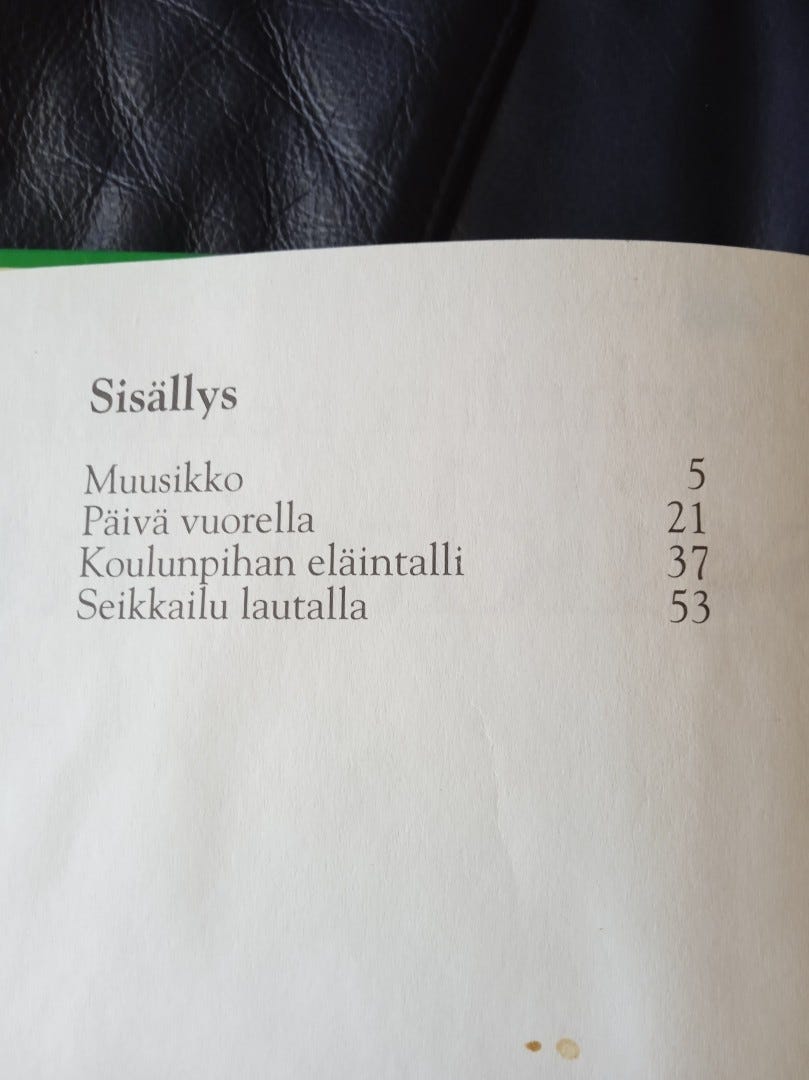 Sisällys
Muusikko 5
Päivä vuorella 21
Koulunpihan eläintalli 37
Seikkailu lautalla 53